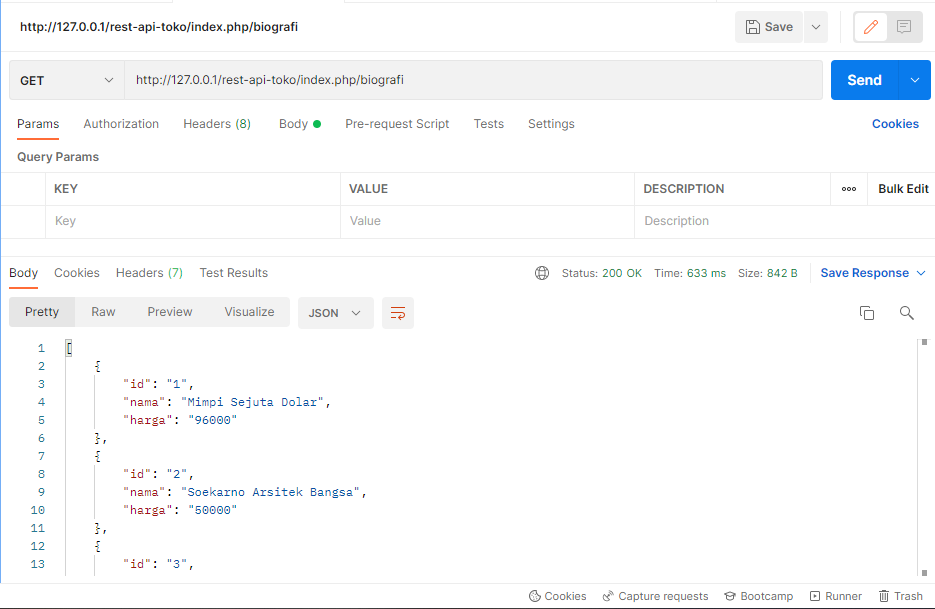 http://127.0.0.1/rest-api-toko/index.php/biografi Save
GET http://127.0.0.1/rest-api-toko/index.php/biografi Send
Params Authorization Headers (8) Body Pre-request Script Tests Settings Cookies
Query Params
KEY VALUE DESCRIPTION ooo Bulk Edit
Key Value Description
Body Cookies Headers (7) Test Results Status: 200 OK Time: 633 ms Size: 842 B Save Response
Pretty Raw Preview Visualize JSON
1 [
2 {
3 "id": "1",
4 "nama": "Mimpi Sejuta Dolar",
5 "harga": "96000"
6 },
7 {
8 "id": "2",
9 "nama": "Soekarno Arsitek Bangsa",
10 "harga": "50000"
11 },
12 {
13 "id": "3",
Cookies Capture requests Bootcamp Runner Trash